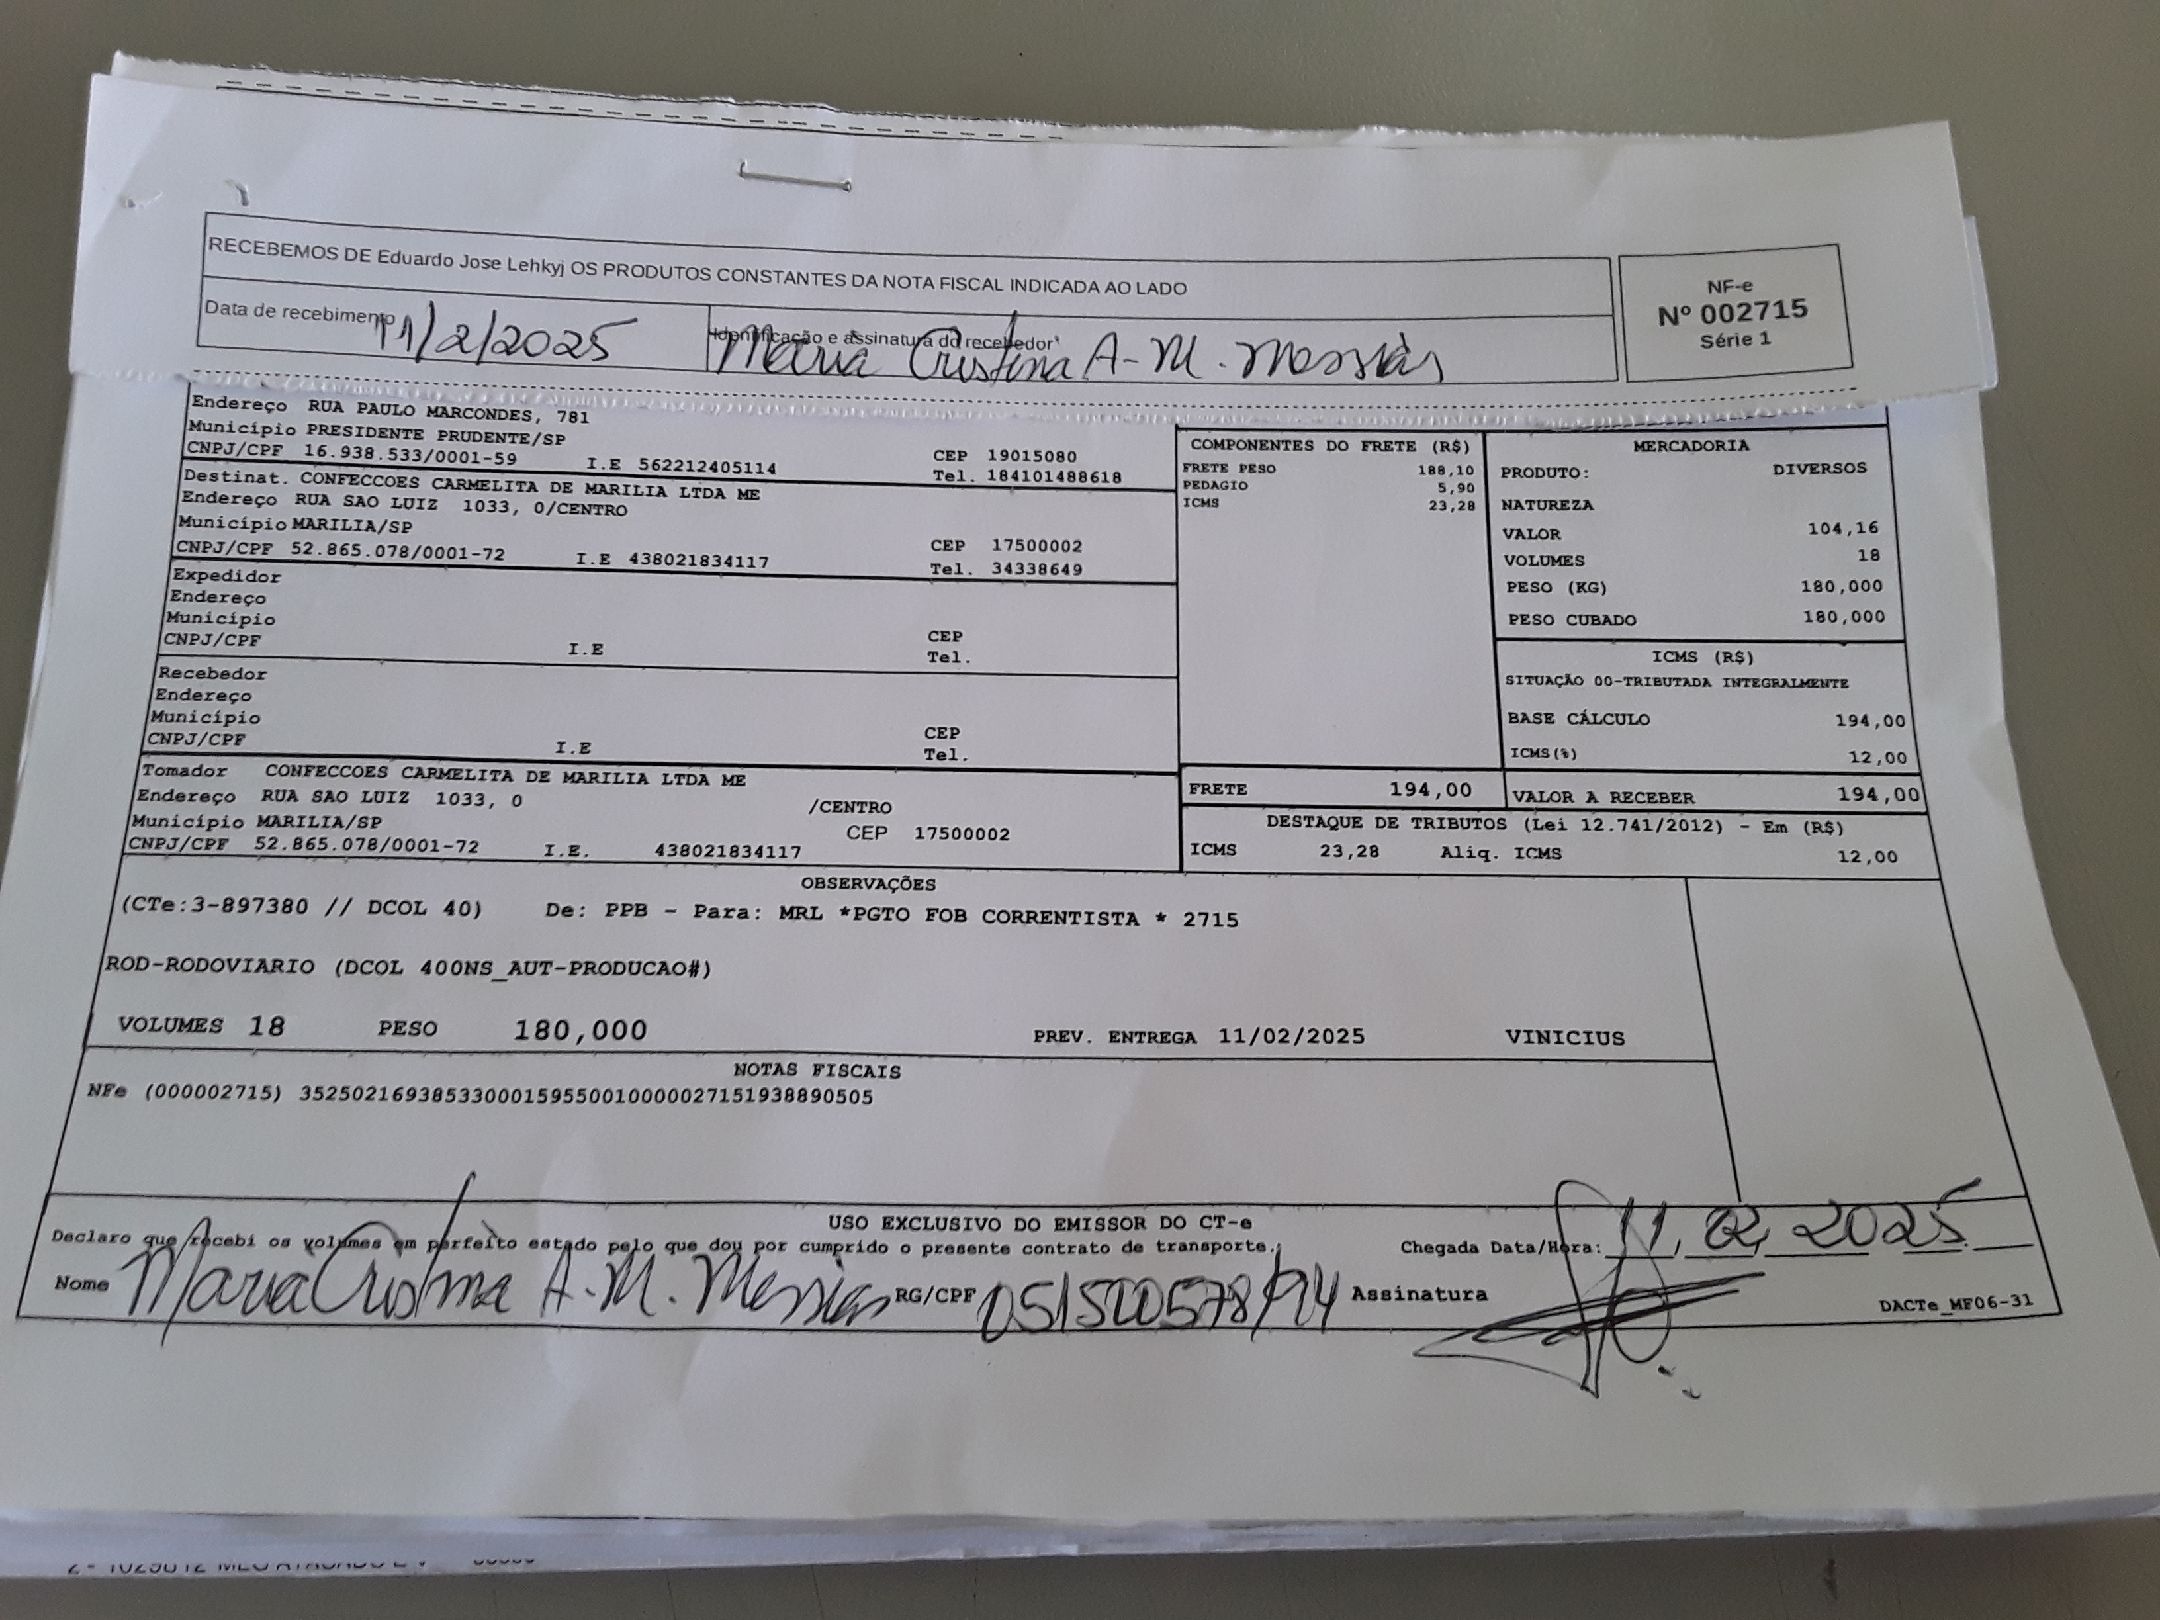 RECEBEMOS DE Eduardo Jose Lehkyj OS PRODUTOS CONSTANTES DA NOTA FISCAL INDICADA AO LADO
Data de recebimento 11/2/2025
Identificação e assinatura do recebedor
Maria Cristina A-M. Messias
NF-e
Nº 002715
Série 1
Endereço RUA PAULO MARCONDES, 781
Município PRESIDENTE PRUDENTE/SP CEP 19015080
CNPJ/CPF 16.938.533/0001-59 I.E 562212405114 Tel. 184101488618
Destinat. CONFECCOES CARMELITA DE MARILIA LTDA ME
Endereço RUA SAO LUIZ 1033, 0/CENTRO
Município MARILIA/SP CEP 17500002
CNPJ/CPF 52.865.078/0001-72 I.E 438021834117 Tel. 34338649
Expedidor
Endereço
Município CEP
CNPJ/CPF I.E Tel.
Recebedor
Endereço
Município CEP
CNPJ/CPF I.E Tel.
Tomador CONFECCOES CARMELITA DE MARILIA LTDA ME
Endereço RUA SAO LUIZ 1033, 0 /CENTRO
Município MARILIA/SP CEP 17500002
CNPJ/CPF 52.865.078/0001-72 I.E. 438021834117
COMPONENTES DO FRETE (R$)
FRETE PESO 188,10
PEDAGIO 5,90
ICMS 23,28
MERCADORIA
PRODUTO: DIVERSOS
NATUREZA
VALOR 104,16
VOLUMES 18
PESO (KG) 180,000
PESO CUBADO 180,000
ICMS (R$)
SITUAÇÃO 00-TRIBUTADA INTEGRALMENTE
BASE CÁLCULO 194,00
ICMS(%) 12,00
FRETE 194,00 VALOR A RECEBER 194,00
DESTAQUE DE TRIBUTOS (Lei 12.741/2012) - Em (R$)
ICMS 23,28 Aliq. ICMS 12,00
OBSERVAÇÕES
(CTe:3-897380 // DCOL 40) De: PPB - Para: MRL *PGTO FOB CORRENTISTA * 2715
ROD-RODOVIARIO (DCOL 400NS_AUT-PRODUCAO#)
VOLUMES 18 PESO 180,000 PREV. ENTREGA 11/02/2025 VINICIUS
NOTAS FISCAIS
NFe (000002715) 35250216938533000159550010000027151938890505
USO EXCLUSIVO DO EMISSOR DO CT-e
Declaro que recebi os volumes em perfeito estado pelo que dou por cumprido o presente contrato de transporte. Chegada Data/Hora: 11/02/2025
Nome Maria Cristina A.M. Messias RG/CPF 051500578/94 Assinatura
DACTe_MF06-31